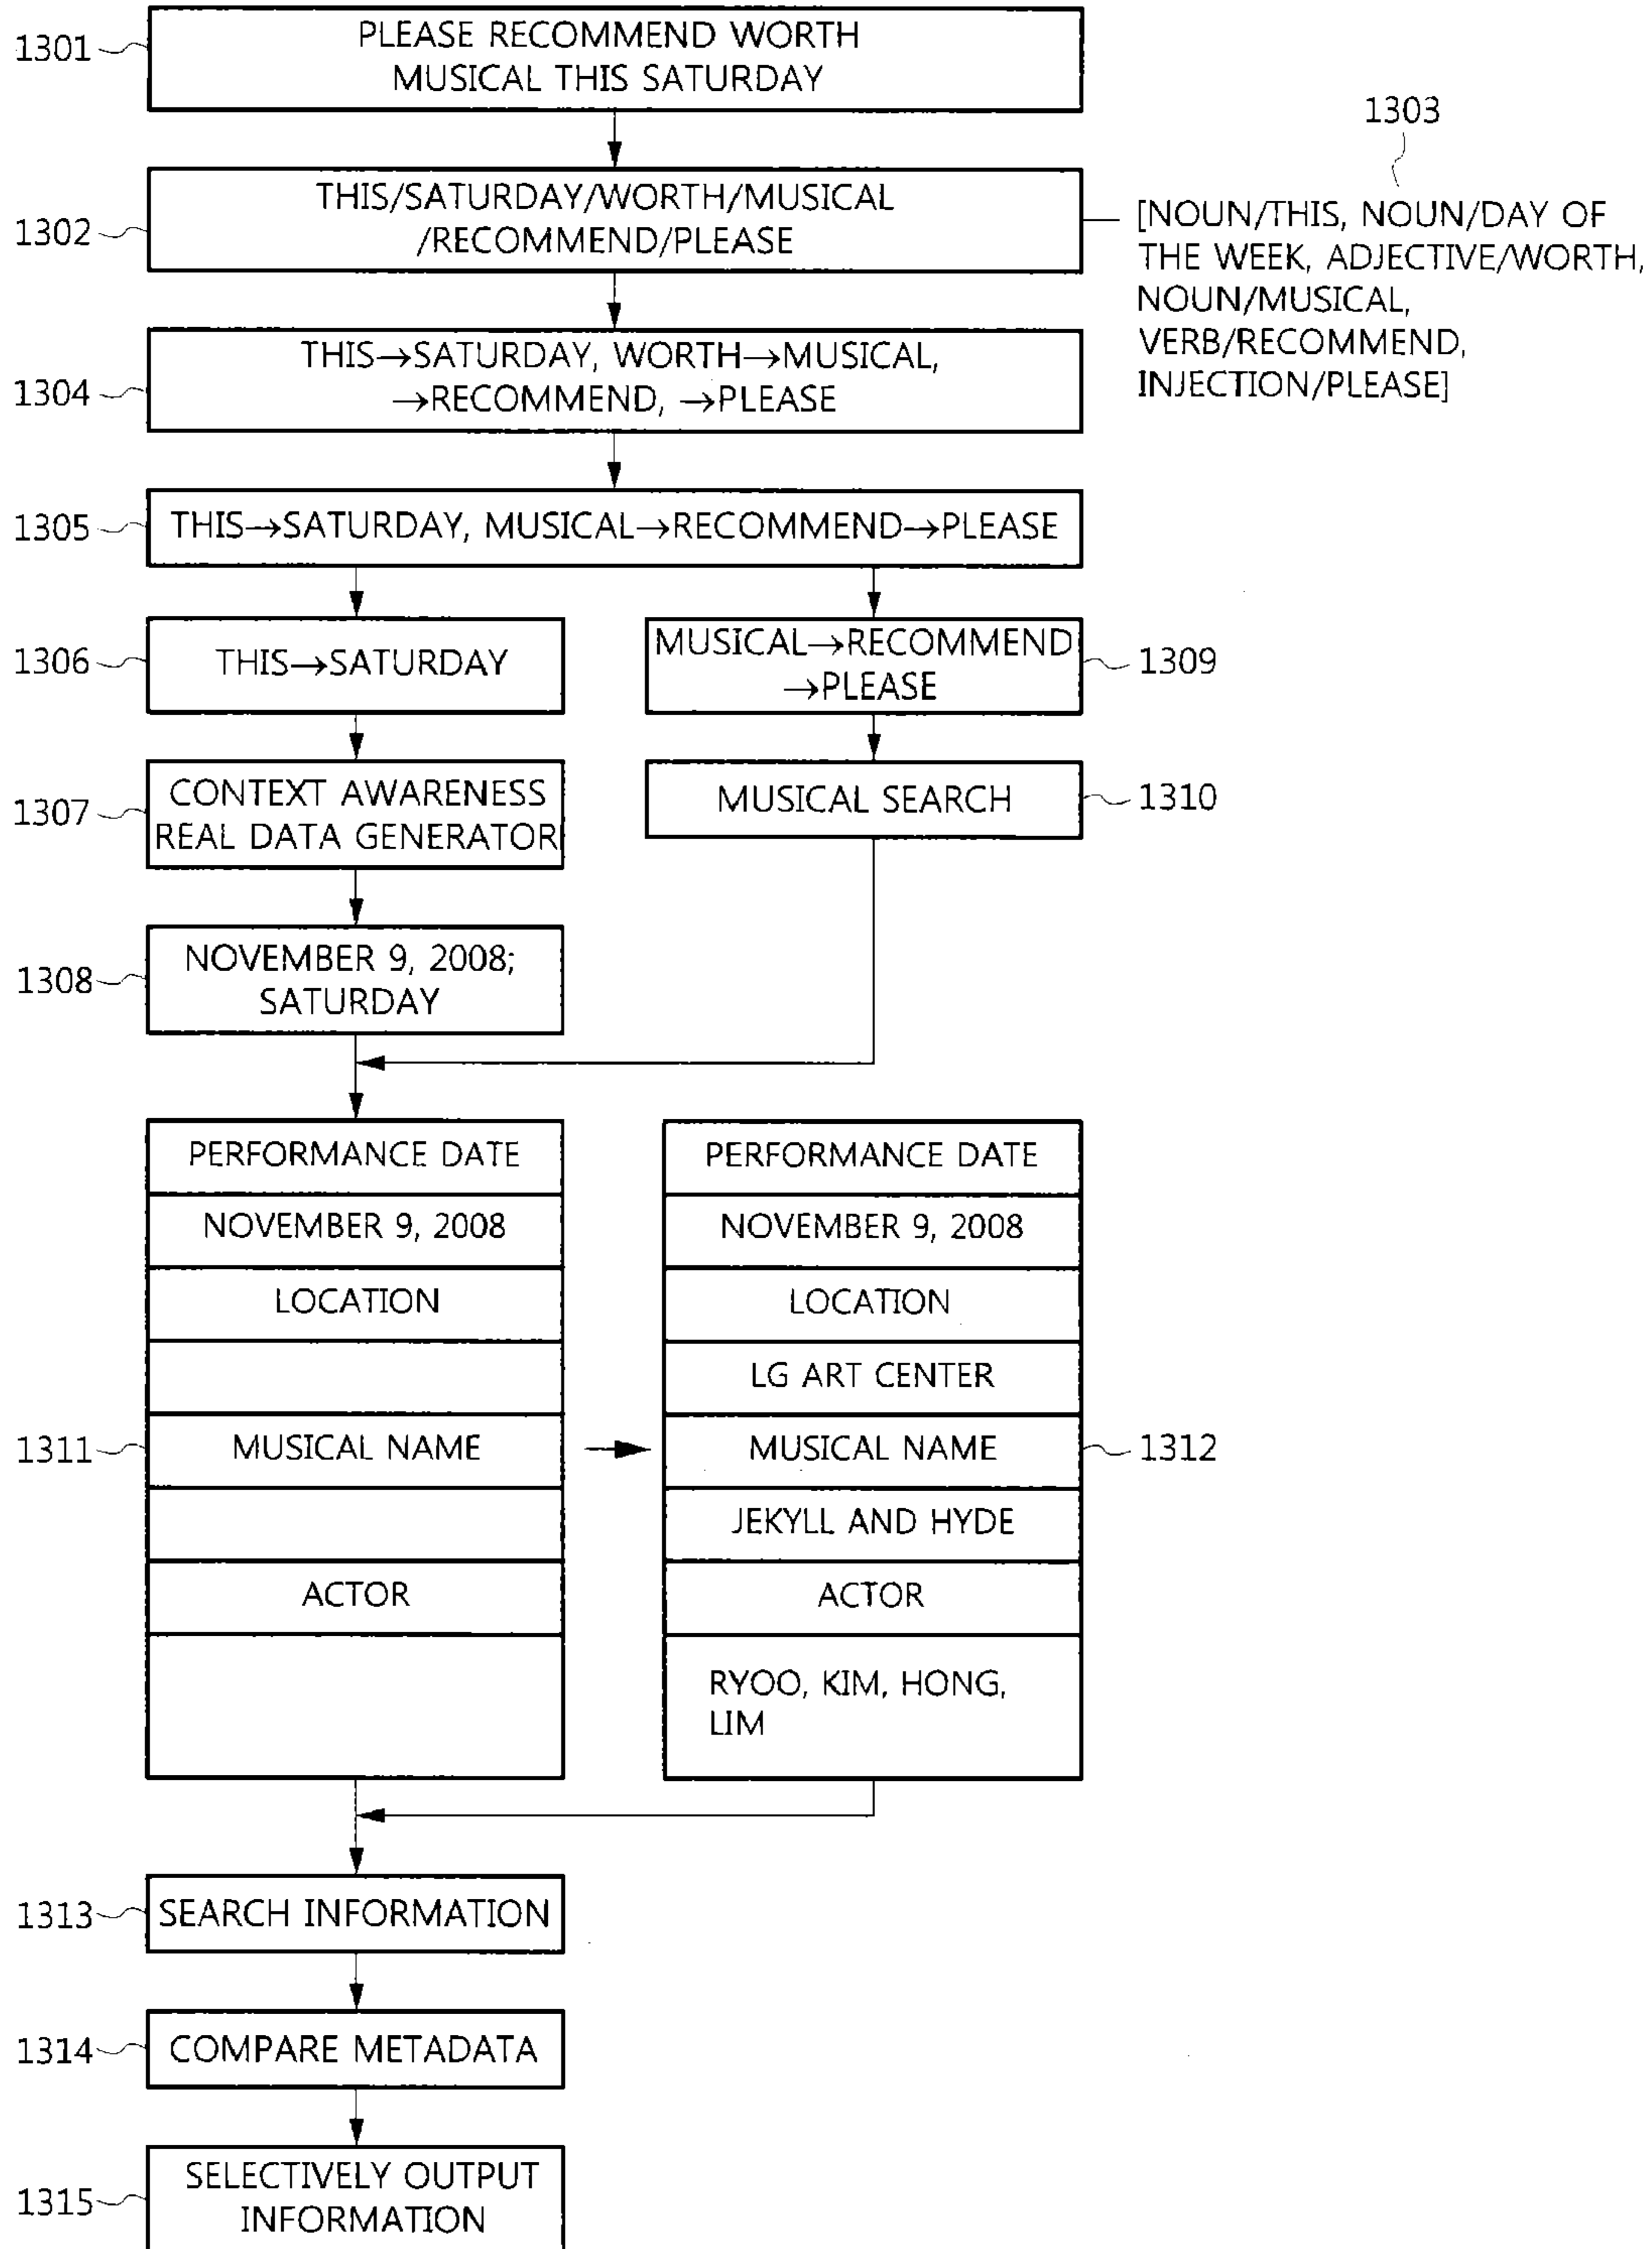 1301
PLEASE RECOMMEND WORTH
MUSICAL THIS SATURDAY
1303
1302
THIS/SATURDAY/WORTH/MUSICAL
/RECOMMEND/PLEASE
[NOUN/THIS, NOUN/DAY OF
THE WEEK, ADJECTIVE/WORTH,
NOUN/MUSICAL,
VERB/RECOMMEND,
INJECTION/PLEASE]
1304
THIS→SATURDAY, WORTH→MUSICAL,
→RECOMMEND, →PLEASE
1305
THIS→SATURDAY, MUSICAL→RECOMMEND→PLEASE
1306
THIS→SATURDAY
MUSICAL→RECOMMEND
→PLEASE
1309
1307
CONTEXT AWARENESS
REAL DATA GENERATOR
MUSICAL SEARCH
1310
1308
NOVEMBER 9, 2008;
SATURDAY
1311
PERFORMANCE DATE
NOVEMBER 9, 2008
LOCATION
MUSICAL NAME
ACTOR
PERFORMANCE DATE
NOVEMBER 9, 2008
LOCATION
LG ART CENTER
MUSICAL NAME
JEKYLL AND HYDE
ACTOR
RYOO, KIM, HONG,
LIM
1312
1313
SEARCH INFORMATION
1314
COMPARE METADATA
1315
SELECTIVELY OUTPUT
INFORMATION